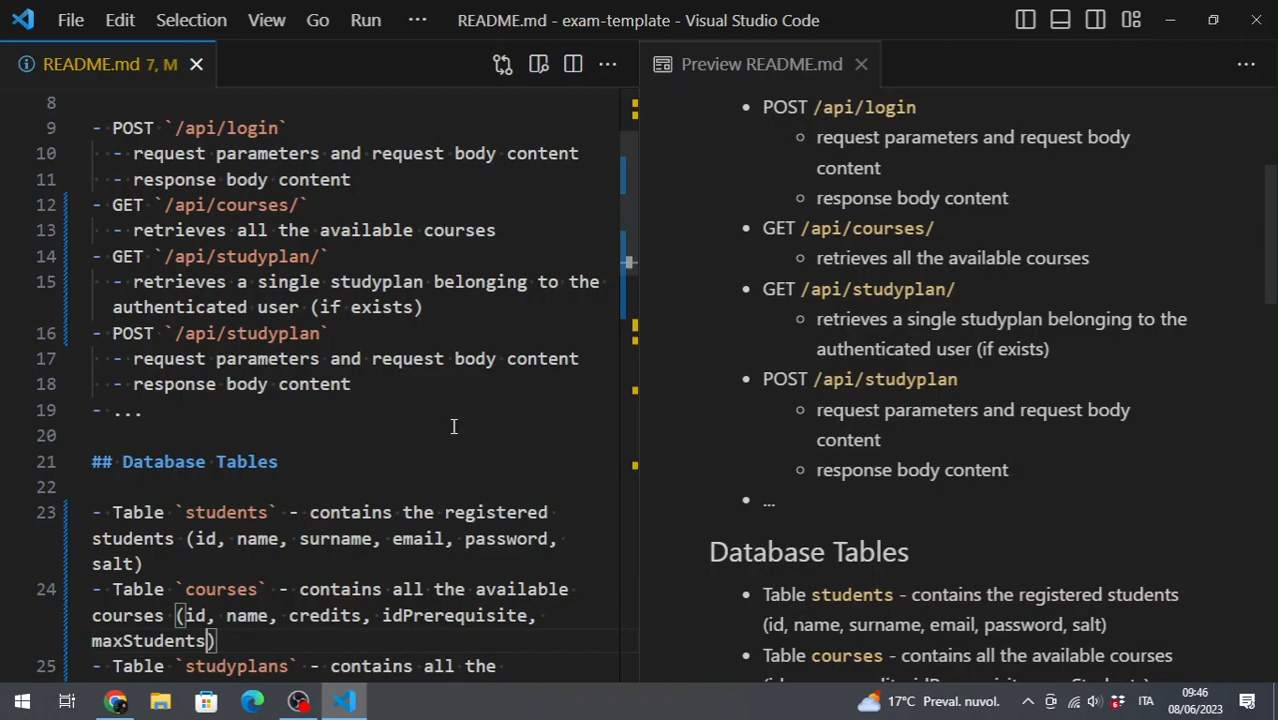 File Edit Selection View Go Run ··· README.md - exam-template - Visual Studio Code
README.md 7, M
Preview README.md
8
9 - POST `/api/login`
10 - request parameters and request body content
11 - response body content
12 - GET `/api/courses/`
13 - retrieves all the available courses
14 - GET `/api/studyplan/`
15 - retrieves a single studyplan belonging to the
authenticated user (if exists)
16 - POST `/api/studyplan`
17 - request parameters and request body content
18 - response body content
19 - ...
20
21 ## Database Tables
22
23 - Table `students` - contains the registered
students (id, name, surname, email, password,
salt)
24 - Table `courses` - contains all the available
courses (id, name, credits, idPrerequisite,
maxStudents)
25 - Table `studyplans` - contains all the
• POST /api/login
○ request parameters and request body
content
○ response body content
• GET /api/courses/
○ retrieves all the available courses
• GET /api/studyplan/
○ retrieves a single studyplan belonging to the
authenticated user (if exists)
• POST /api/studyplan
○ request parameters and request body
content
○ response body content
• ...
Database Tables
• Table students - contains the registered students
(id, name, surname, email, password, salt)
• Table courses - contains all the available courses
17°C Preval. nuvol. ITA 09:46
08/06/2023